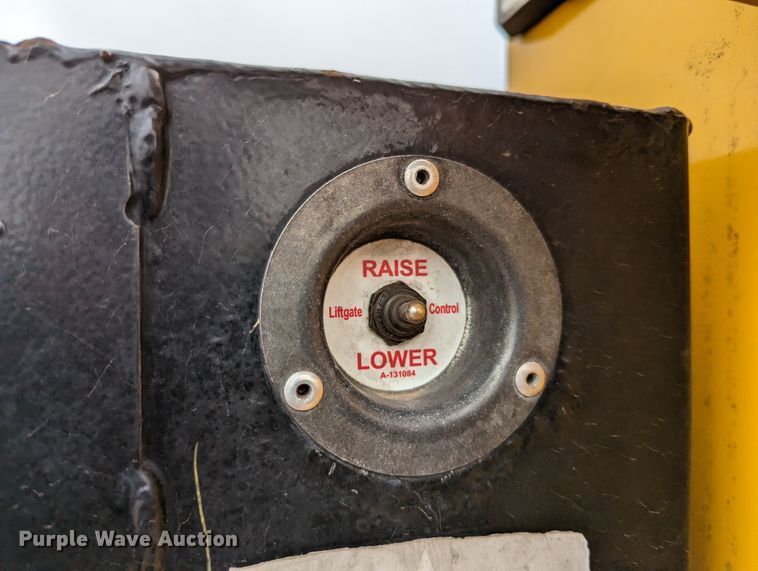 RAISE
Liftgate Control
LOWER
A-131084
Purple Wave Auction